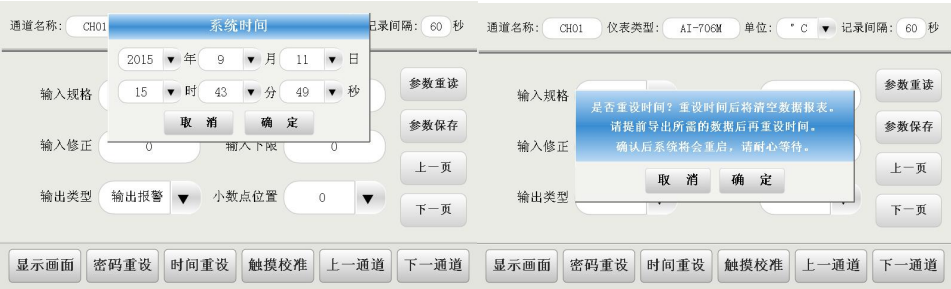 通道名称: CH01 记录间隔: 60 秒
系统时间
2015 年 9 月 11 日
15 时 43 分 49 秒
取 消 确 定
输入规格
输入修正 0 输入下限 0
输出类型 输出报警 小数点位置 0
参数重读
参数保存
上一页
下一页
显示画面 密码重设 时间重设 触摸校准 上一通道 下一通道
通道名称: CH01 仪表类型: AI-706M 单位: °C 记录间隔: 60 秒
输入规格
输入修正
输出类型
是否重设时间?重设时间后将清空数据报表。
请提前导出所需的数据后再重设时间。
确认后系统将会重启,请耐心等待。
取 消 确 定
参数重读
参数保存
上一页
下一页
显示画面 密码重设 时间重设 触摸校准 上一通道 下一通道